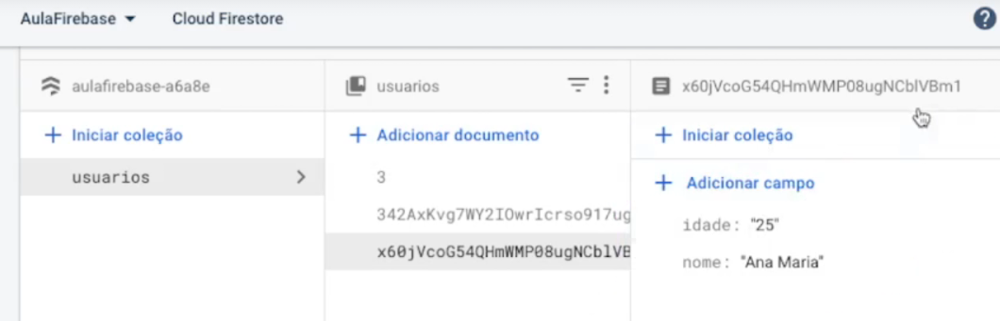 AulaFirebase Cloud Firestore
aulafirebase-a6a8e usuarios x60jVcoG54QHmWMP08ugNCblVBm1
+ Iniciar coleção + Adicionar documento + Iniciar coleção
usuarios 3 + Adicionar campo
342AxKvg7WY2IOwrIcrso917ug idade: "25"
x60jVcoG54QHmWMP08ugNCblVB nome: "Ana Maria"